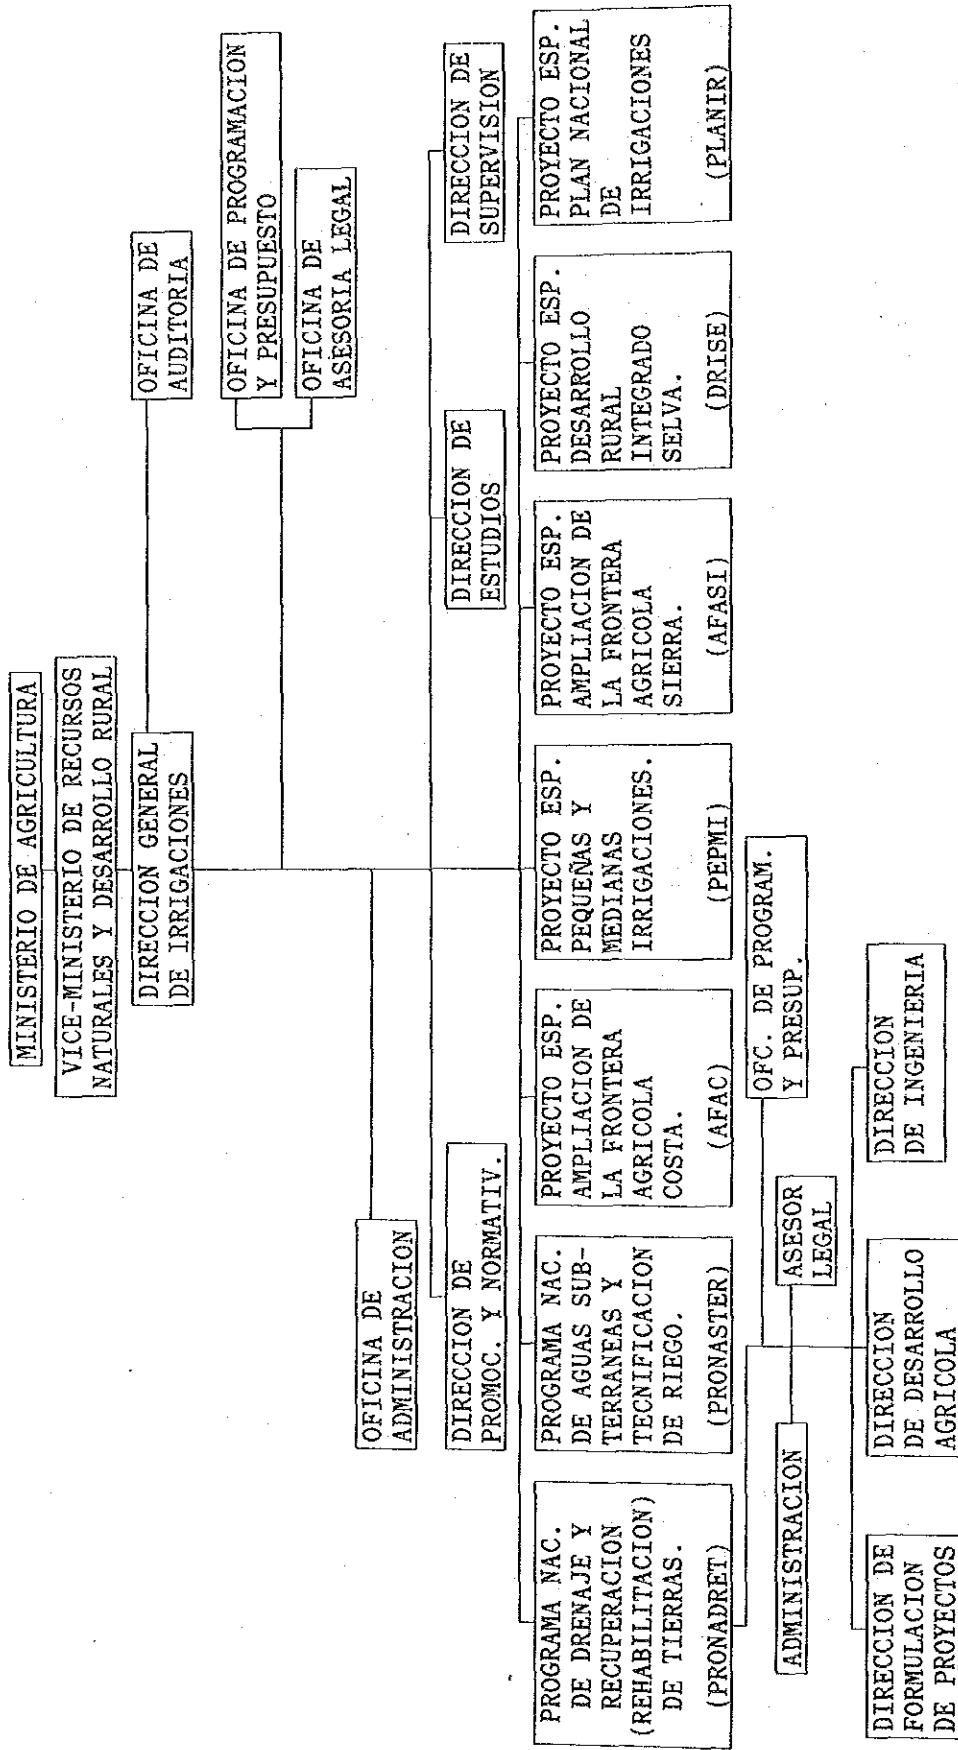 MINISTERIO DE AGRICULTURA
VICE-MINISTERIO DE RECURSOS
NATURALES Y DESARROLLO RURAL
DIRECCION GENERAL
DE IRRIGACIONES
OFICINA DE
AUDITORIA
OFICINA DE PROGRAMACION
Y PRESUPUESTO
OFICINA DE
ASESORIA LEGAL
OFICINA DE
ADMINISTRACION
DIRECCION DE
PROMOC. Y NORMATIV.
DIRECCION DE
ESTUDIOS
DIRECCION DE
SUPERVISION
PROGRAMA NAC.
DE DRENAJE Y
RECUPERACION
(REHABILITACION)
DE TIERRAS.
(PRONADRET)
PROGRAMA NAC.
DE AGUAS SUB-
TERRANEAS Y
TECNIFICACION
DE RIEGO.
(PRONASTER)
PROYECTO ESP.
AMPLIACION DE
LA FRONTERA
AGRICOLA
COSTA.
(AFAC)
PROYECTO ESP.
PEQUEÑAS Y
MEDIANAS
IRRIGACIONES.
(PEPMI)
PROYECTO ESP.
AMPLIACION DE
LA FRONTERA
AGRICOLA
SIERRA.
(AFASI)
PROYECTO ESP.
DESARROLLO
RURAL
INTEGRADO
SELVA.
(DRISE)
PROYECTO ESP.
PLAN NACIONAL
DE
IRRIGACIONES
(PLANIR)
OFC. DE PROGRAM.
Y PRESUP.
ADMINISTRACION
ASESOR
LEGAL
DIRECCION DE
FORMULACION
DE PROYECTOS
DIRECCION
DE DESARROLLO
AGRICOLA
DIRECCION
DE INGENIERIA